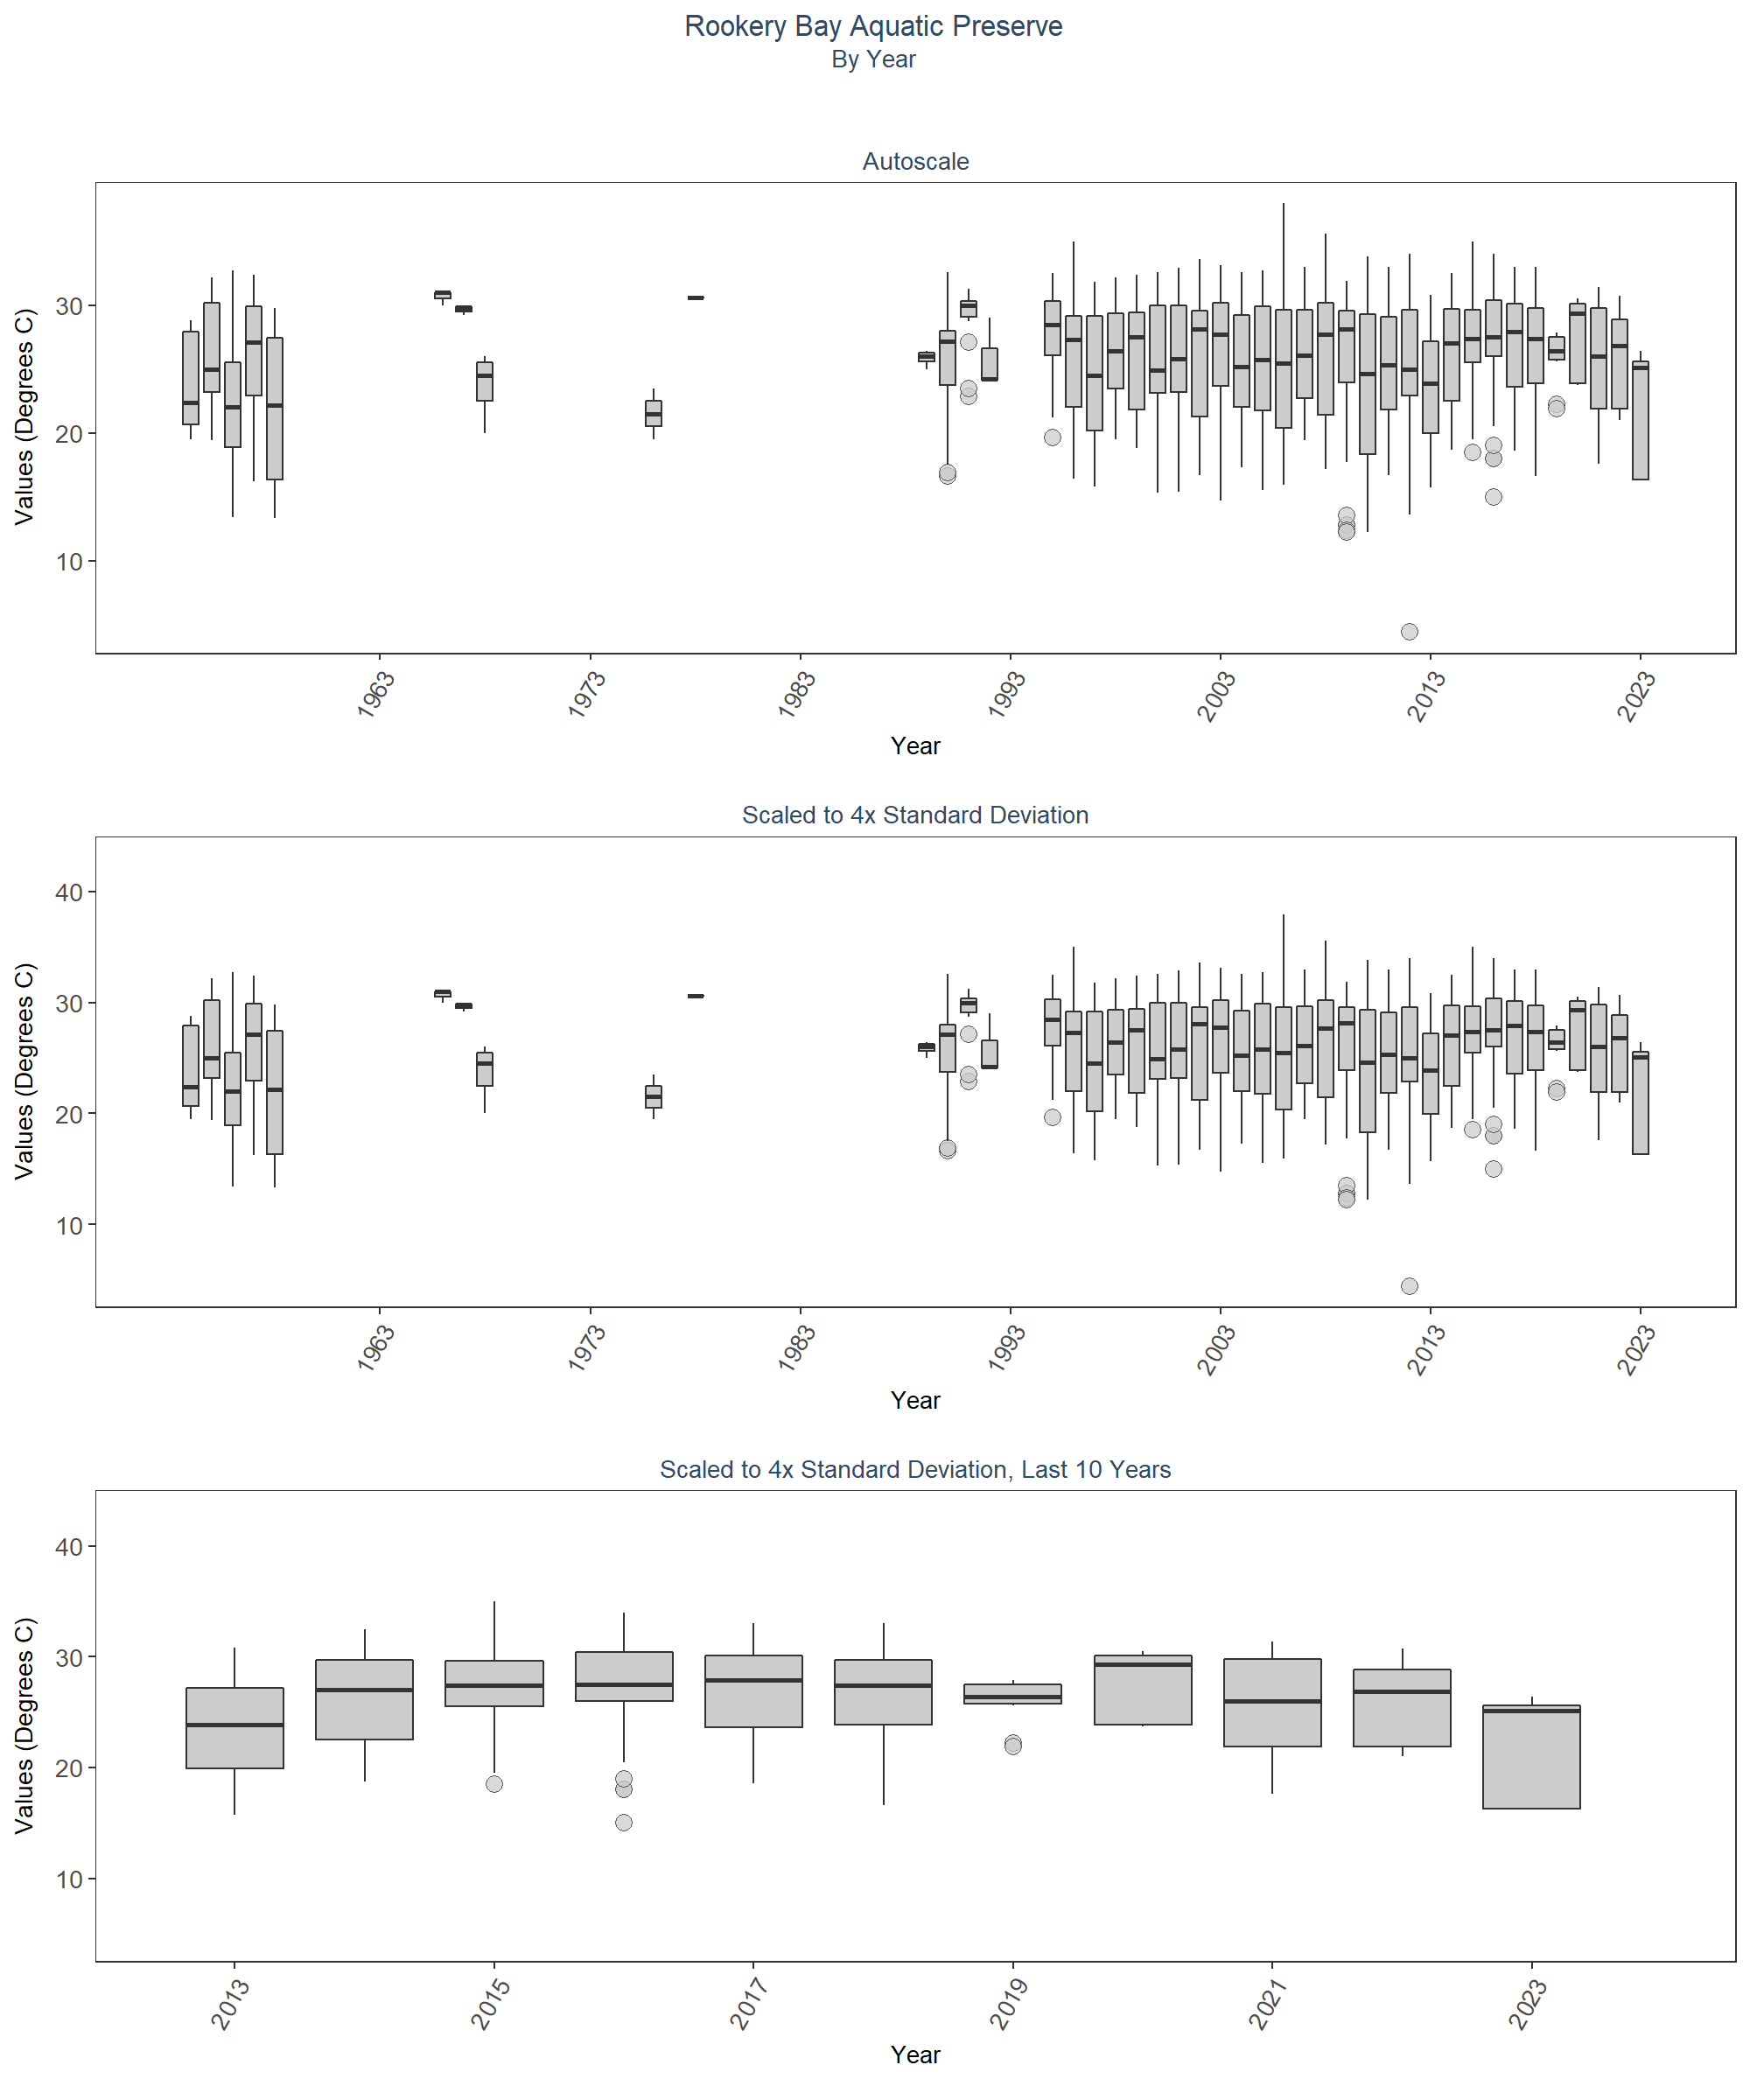 Rookery Bay Aquatic Preserve
By Year
Autoscale
Values (Degrees C)
30
20
10
1963 1973 1983 1993 2003 2013 2023
Year
Scaled to 4x Standard Deviation
Values (Degrees C)
40
30
20
10
1963 1973 1983 1993 2003 2013 2023
Year
Scaled to 4x Standard Deviation, Last 10 Years
Values (Degrees C)
40
30
20
10
2013 2015 2017 2019 2021 2023
Year